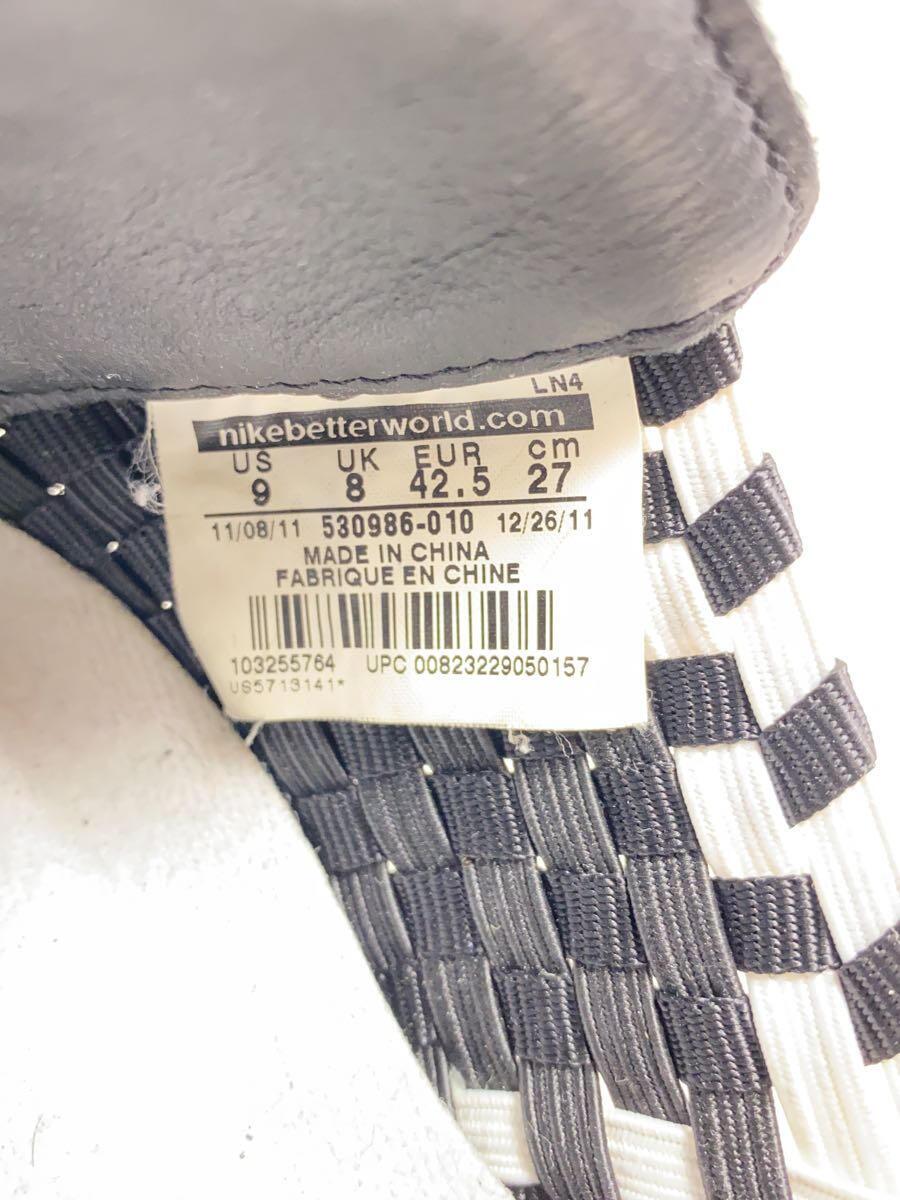 LN4
nikebetterworld.com
US UK EUR cm
9 8 42.5 27
11/08/11 530986-010 12/26/11
MADE IN CHINA
FABRIQUE EN CHINE
103255764 UPC 00823229050157
US5713141*